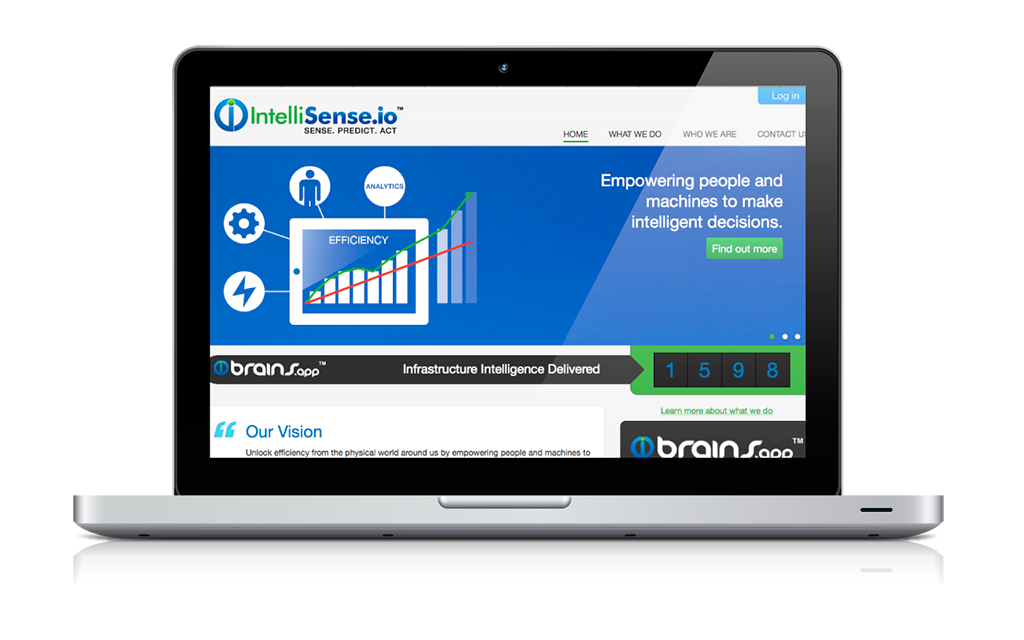 Log in
IntelliSense.io™
SENSE. PREDICT. ACT
HOME WHAT WE DO WHO WE ARE CONTACT U
ANALYTICS
EFFICIENCY
Empowering people and
machines to make
intelligent decisions.
Find out more
brains.app™
Infrastructure Intelligence Delivered
1 5 9 8
Learn more about what we do
“ Our Vision
Unlock efficiency from the physical world around us by empowering people and machines to
brains.app™